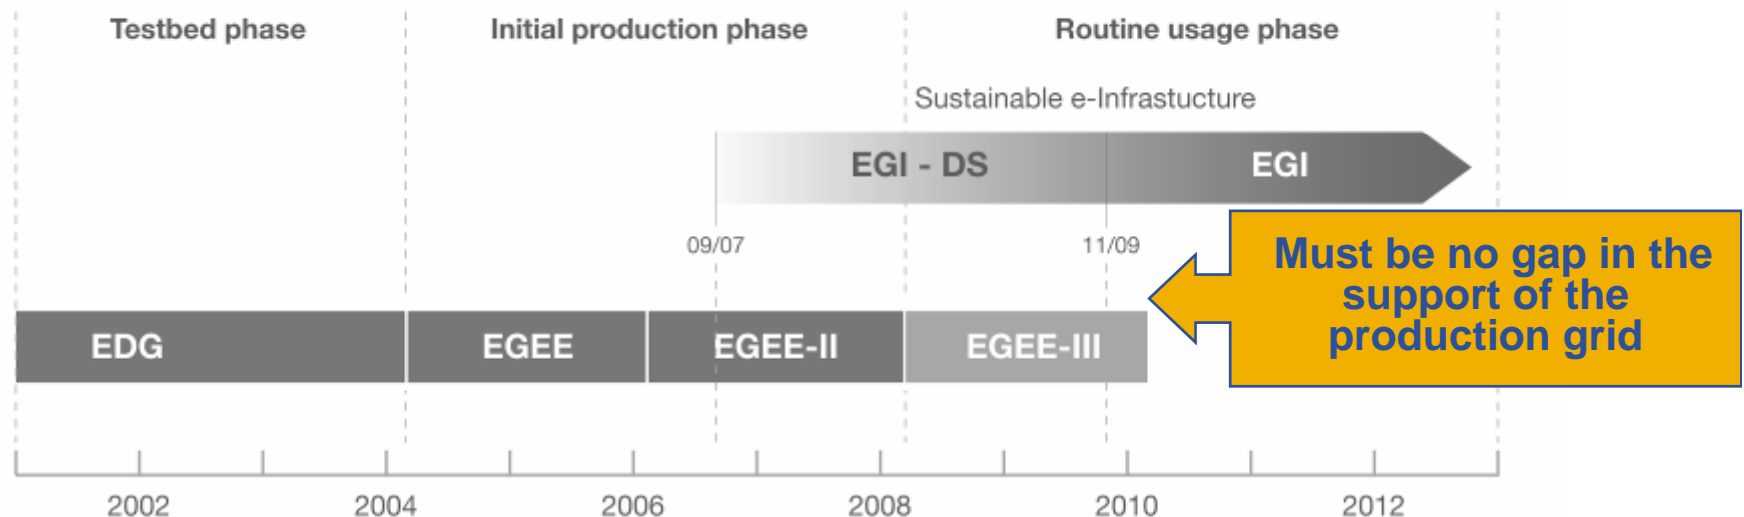 Testbed phase
Initial production phase
Routine usage phase
Sustainable e-Infrastucture
EGI - DS
EGI
09/07
11/09
Must be no gap in the
support of the
production grid
EDG
EGEE
EGEE-II
EGEE-III
2002
2004
2006
2008
2010
2012